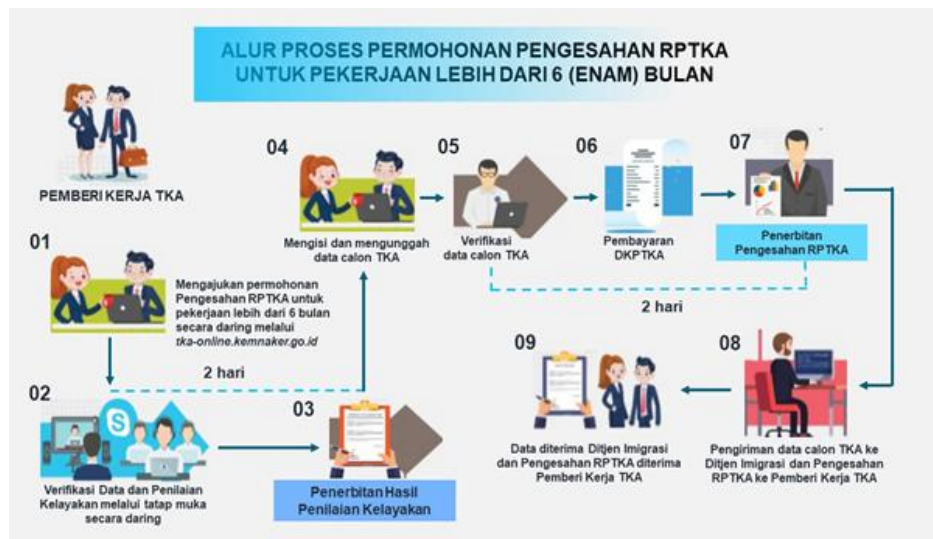 ALUR PROSES PERMOHONAN PENGESAHAN RPTKA
UNTUK PEKERJAAN LEBIH DARI 6 (ENAM) BULAN
PEMBERI KERJA TKA
01
Mengajukan permohonan
Pengesahan RPTKA untuk
pekerjaan lebih dari 6 bulan
secara daring melalui
tka-online.kemnaker.go.id
2 hari
02
S
Verifikasi Data dan Penilaian
Kelayakan melalui tatap muka
secara daring
03
Penerbitan Hasil
Penilaian Kelayakan
04
Mengisi dan mengunggah
data calon TKA
05
Verifikasi
data calon TKA
06
Pembayaran
DKPTKA
07
Penerbitan
Pengesahan RPTKA
2 hari
08
Pengiriman data calon TKA ke
Ditjen Imigrasi dan Pengesahan
RPTKA ke Pemberi Kerja TKA
09
Data diterima Ditjen Imigrasi
dan Pengesahan RPTKA diterima
Pemberi Kerja TKA